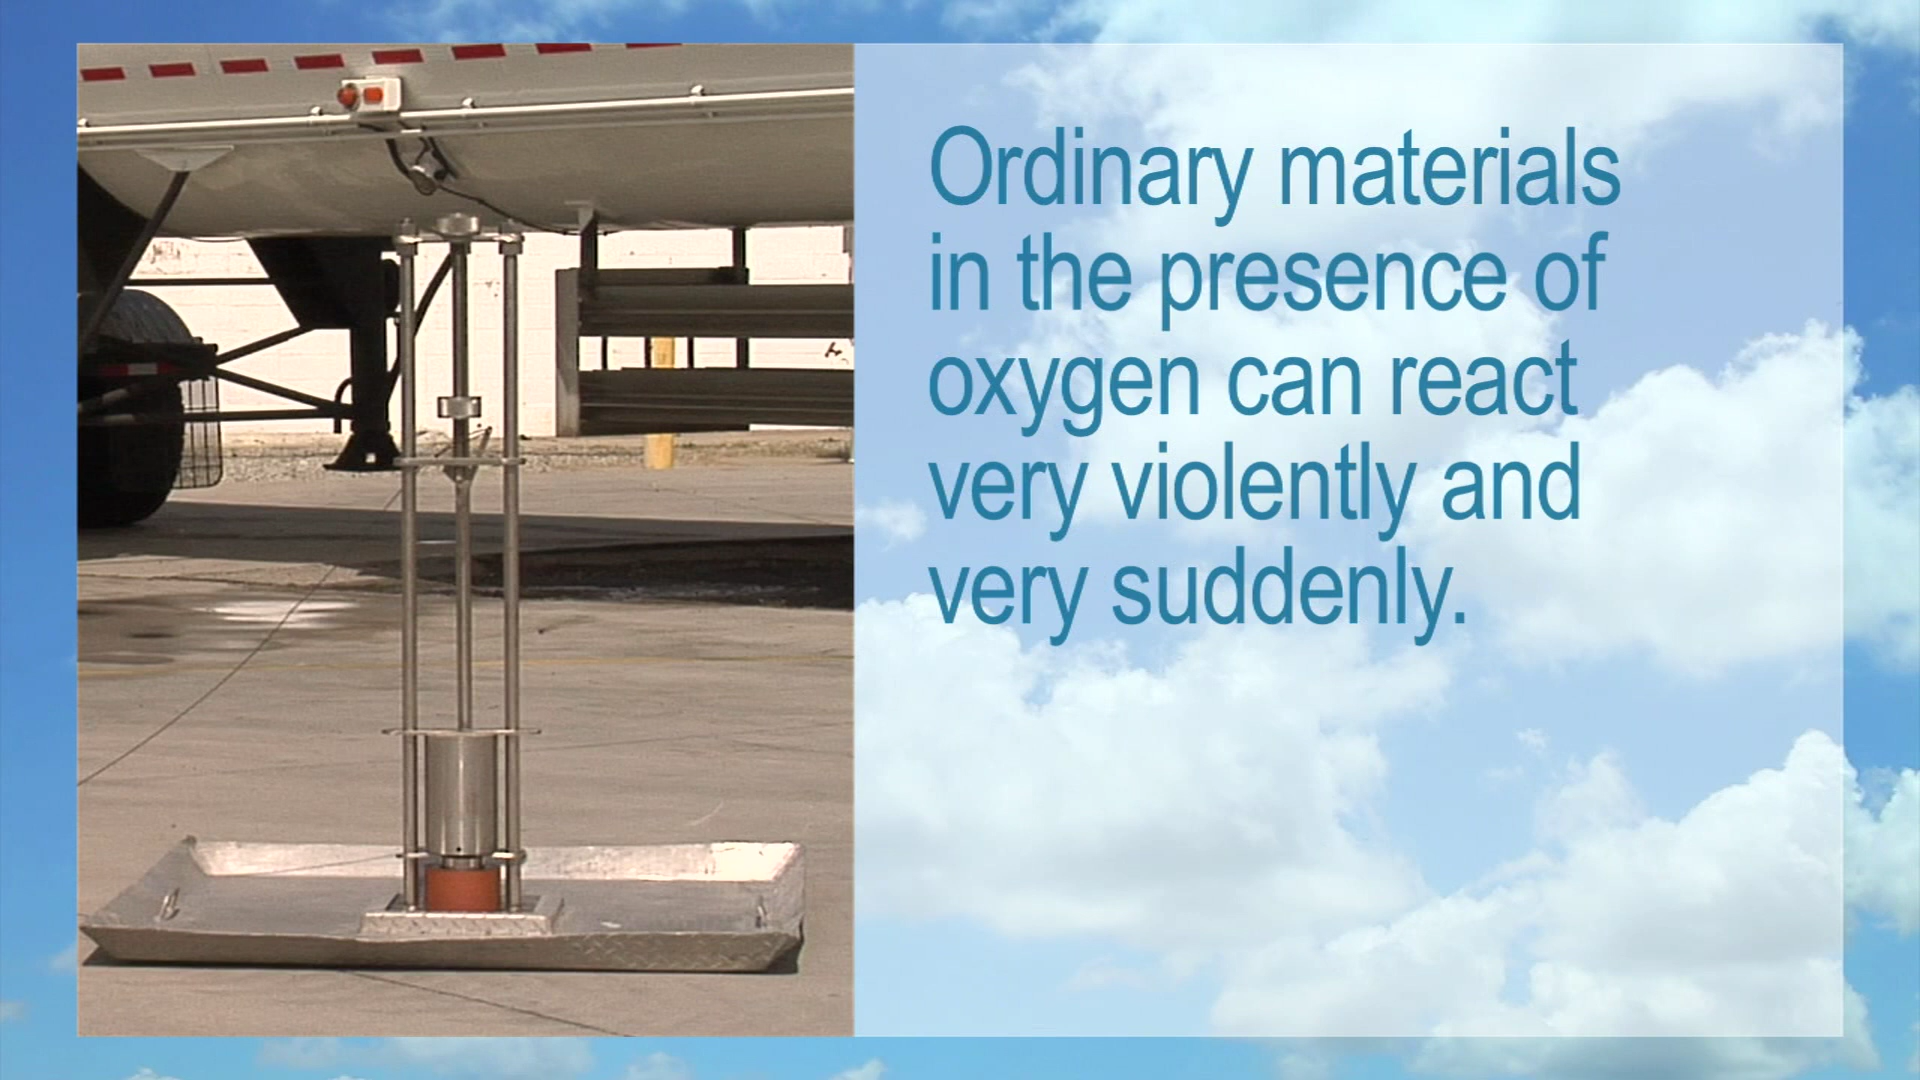 Ordinary materials
in the presence of
oxygen can react
very violently and
very suddenly.